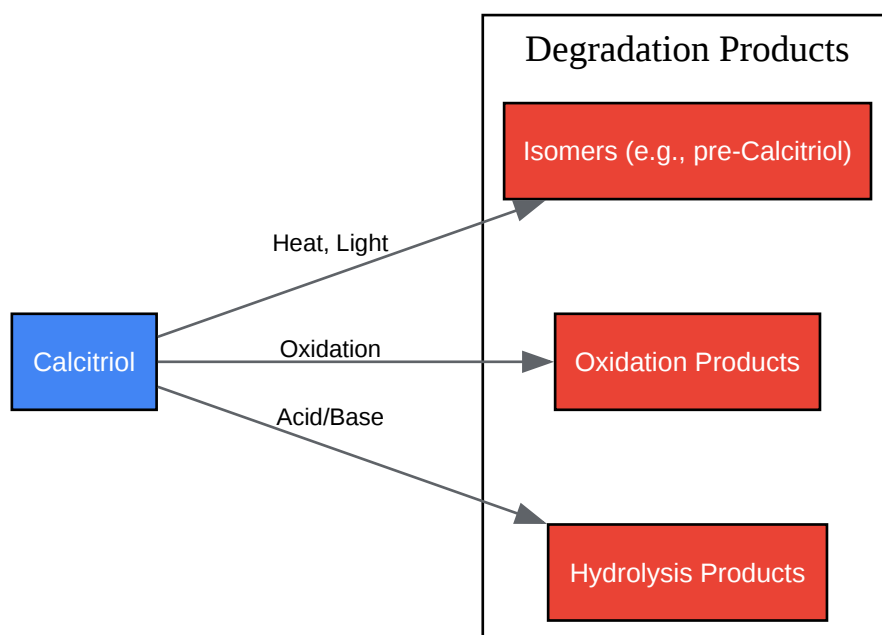 Degradation Products
Isomers (e.g., pre-Calcitriol)
Heat, Light
Calcitriol
Oxidation
Oxidation Products
Acid/Base
Hydrolysis Products